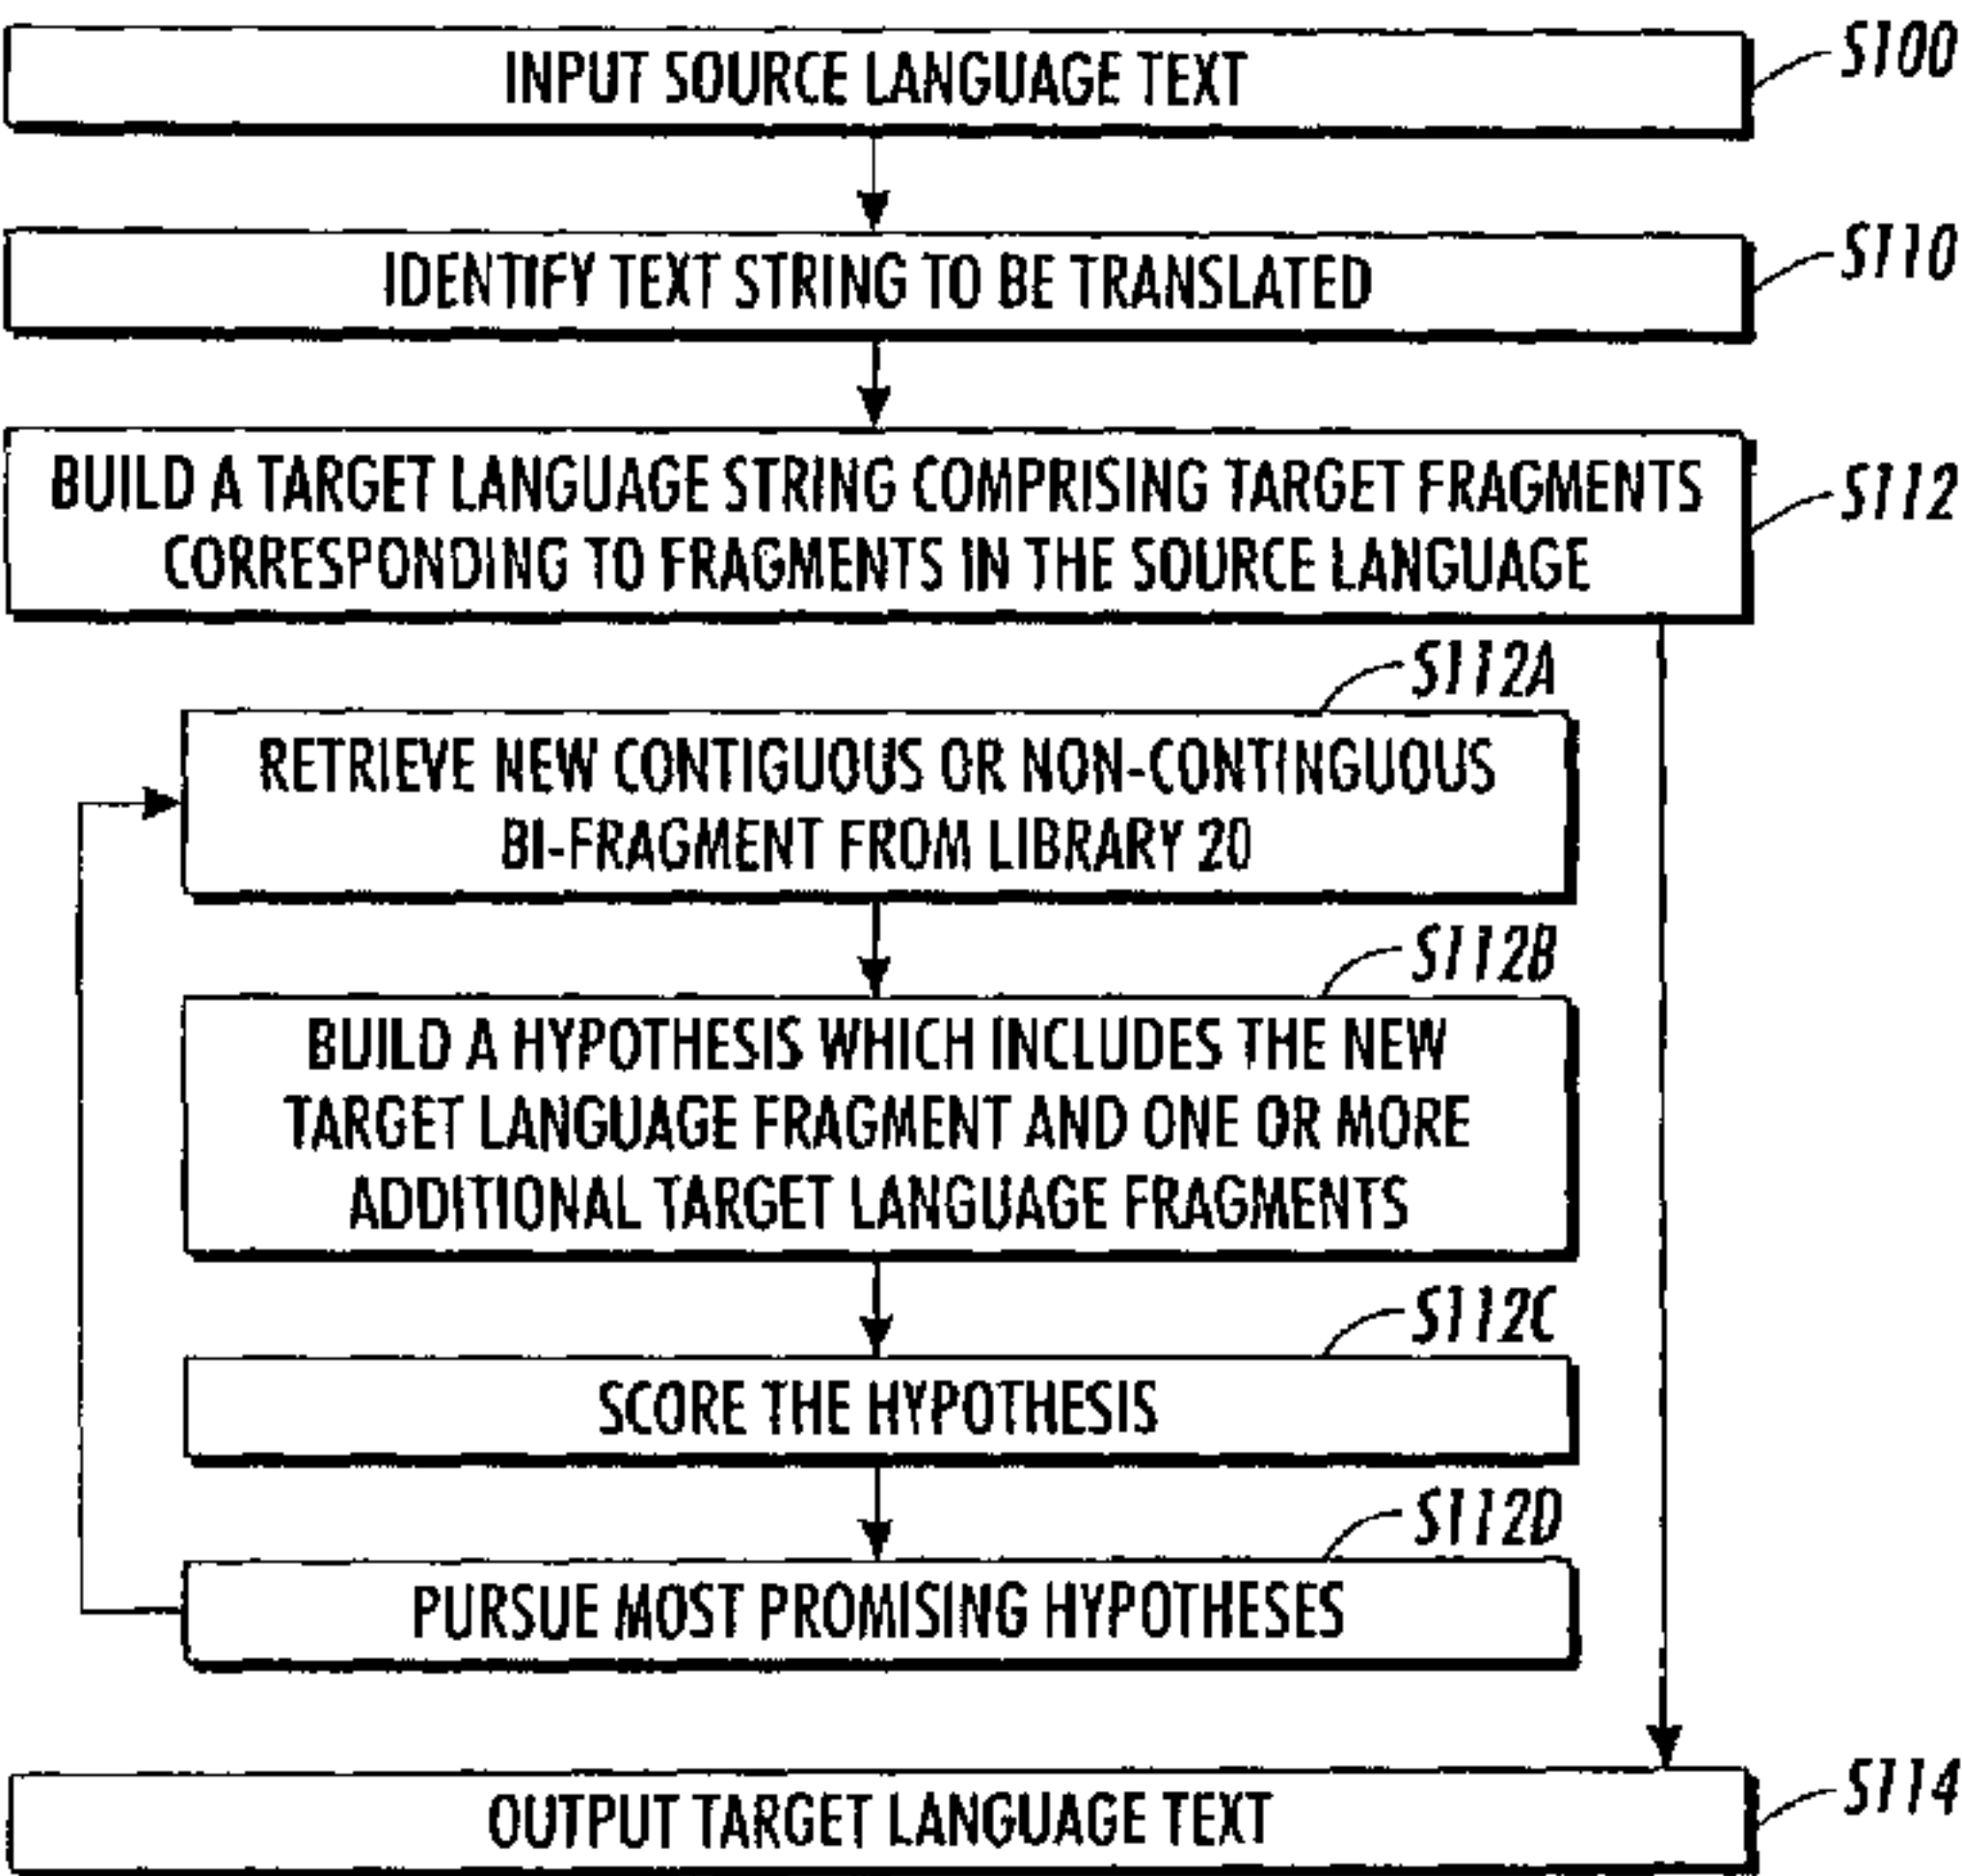 INPUT SOURCE LANGUAGE TEXT
S100
IDENTIFY TEXT STRING TO BE TRANSLATED
S110
BUILD A TARGET LANGUAGE STRING COMPRISING TARGET FRAGMENTS
CORRESPONDING TO FRAGMENTS IN THE SOURCE LANGUAGE
S112
S112A
RETRIEVE NEW CONTIGUOUS OR NON-CONTINGUOUS
BI-FRAGMENT FROM LIBRARY 20
S112B
BUILD A HYPOTHESIS WHICH INCLUDES THE NEW
TARGET LANGUAGE FRAGMENT AND ONE OR MORE
ADDITIONAL TARGET LANGUAGE FRAGMENTS
S112C
SCORE THE HYPOTHESIS
S112D
PURSUE MOST PROMISING HYPOTHESES
OUTPUT TARGET LANGUAGE TEXT
S114